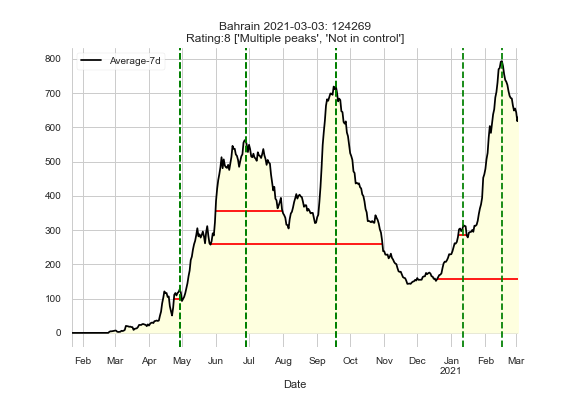 Bahrain 2021-03-03: 124269
Rating:8 ['Multiple peaks', 'Not in control']
Average-7d
800
700
600
500
400
300
200
100
0
Feb Mar Apr May Jun Jul Aug Sep Oct Nov Dec Jan Feb Mar
2021
Date